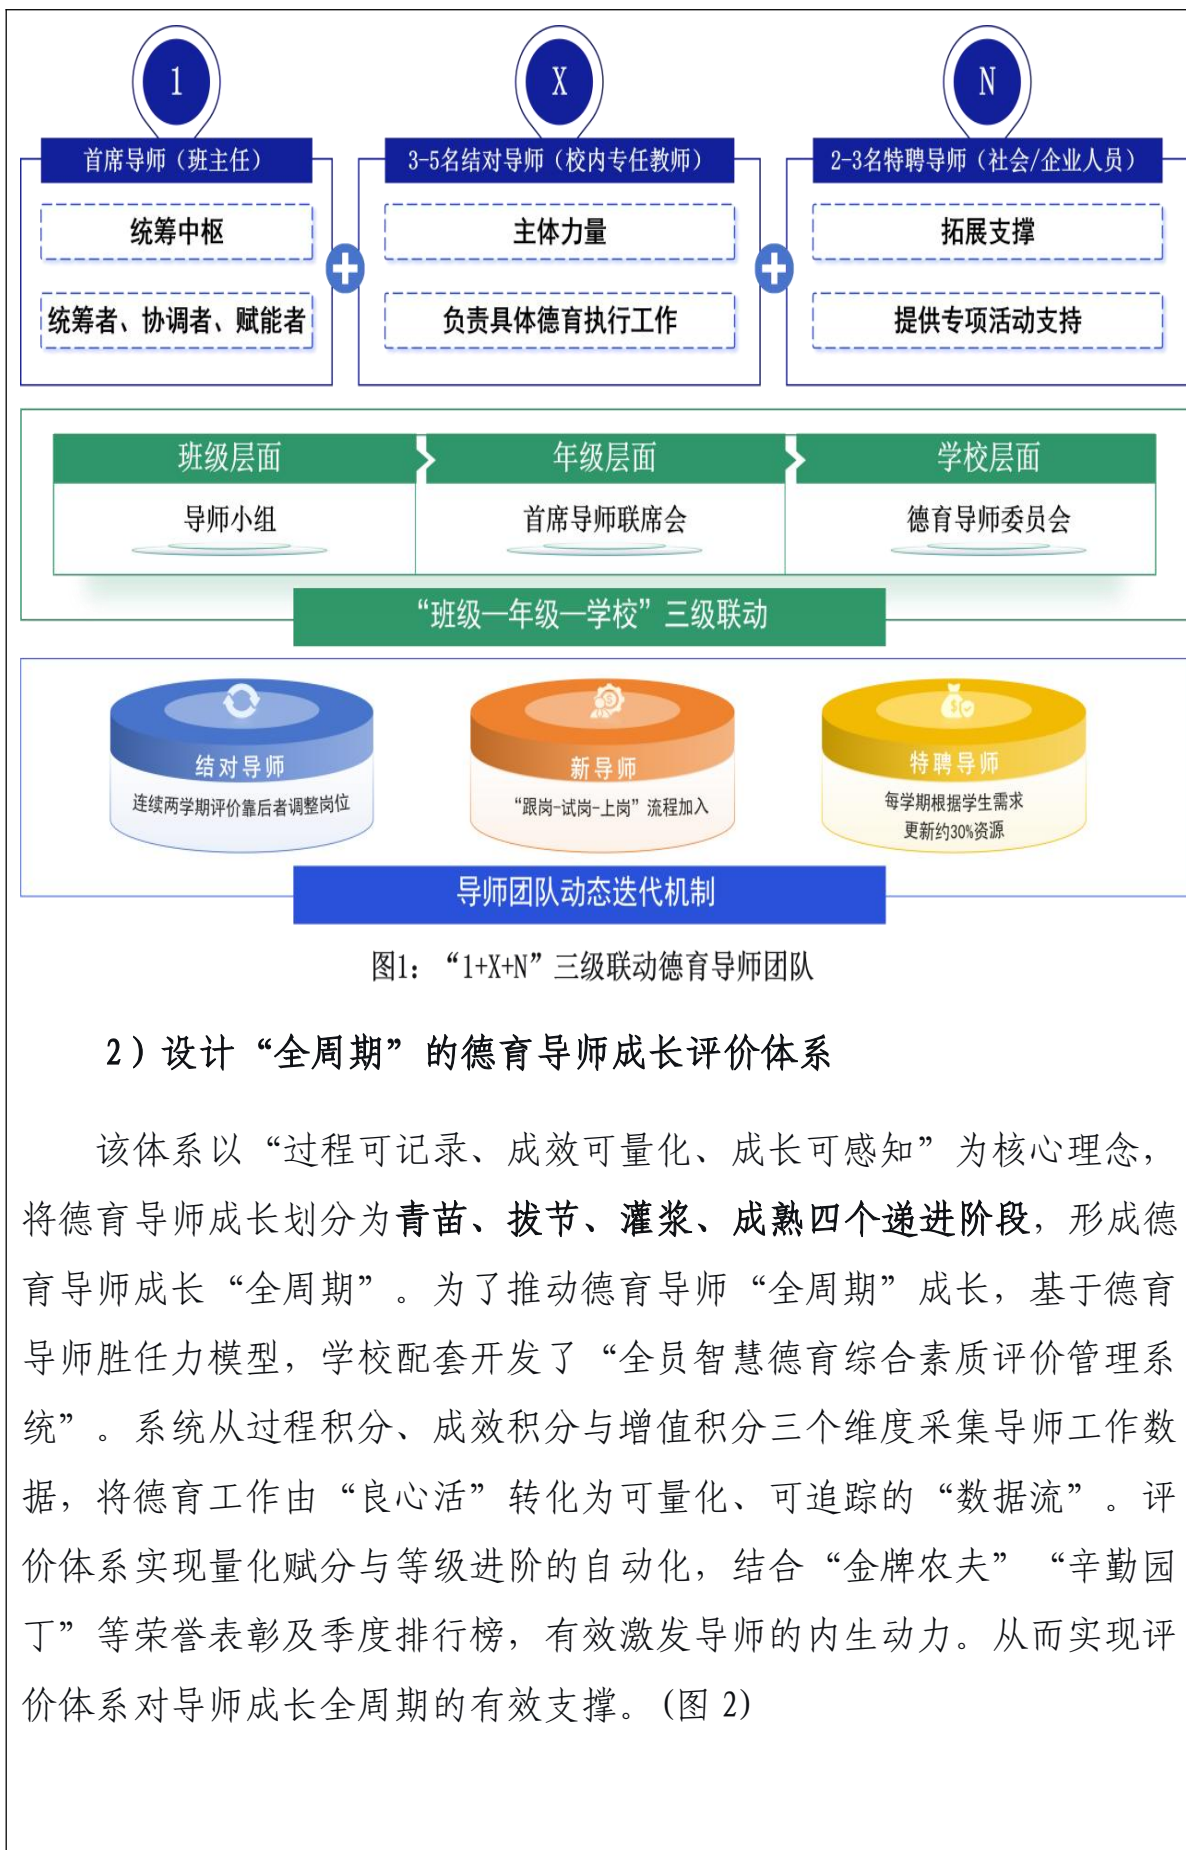 1
X
N
首席导师（班主任）
3-5名结对导师（校内专任教师）
2-3名特聘导师（社会/企业人员）
统筹中枢
主体力量
拓展支撑
统筹者、协调者、赋能者
负责具体德育执行工作
提供专项活动支持
班级层面
年级层面
学校层面
导师小组
首席导师联席会
德育导师委员会
“班级—年级—学校”三级联动
结对导师
连续两学期评价靠后者调整岗位
新导师
“跟岗-试岗-上岗”流程加入
特聘导师
每学期根据学生需求
更新约30%资源
导师团队动态迭代机制
图1：“1+X+N”三级联动德育导师团队
2）设计“全周期”的德育导师成长评价体系
该体系以“过程可记录、成效可量化、成长可感知”为核心理念，
将德育导师成长划分为青苗、拔节、灌浆、成熟四个递进阶段，形成德
育导师成长“全周期”。为了推动德育导师“全周期”成长，基于德育
导师胜任力模型，学校配套开发了“全员智慧德育综合素质评价管理系
统”。系统从过程积分、成效积分与增值积分三个维度采集导师工作数
据，将德育工作由“良心活”转化为可量化、可追踪的“数据流”。评
价体系实现量化赋分与等级进阶的自动化，结合“金牌农夫”“辛勤园
丁”等荣誉表彰及季度排行榜，有效激发导师的内生动力。从而实现评
价体系对导师成长全周期的有效支撑。(图 2)